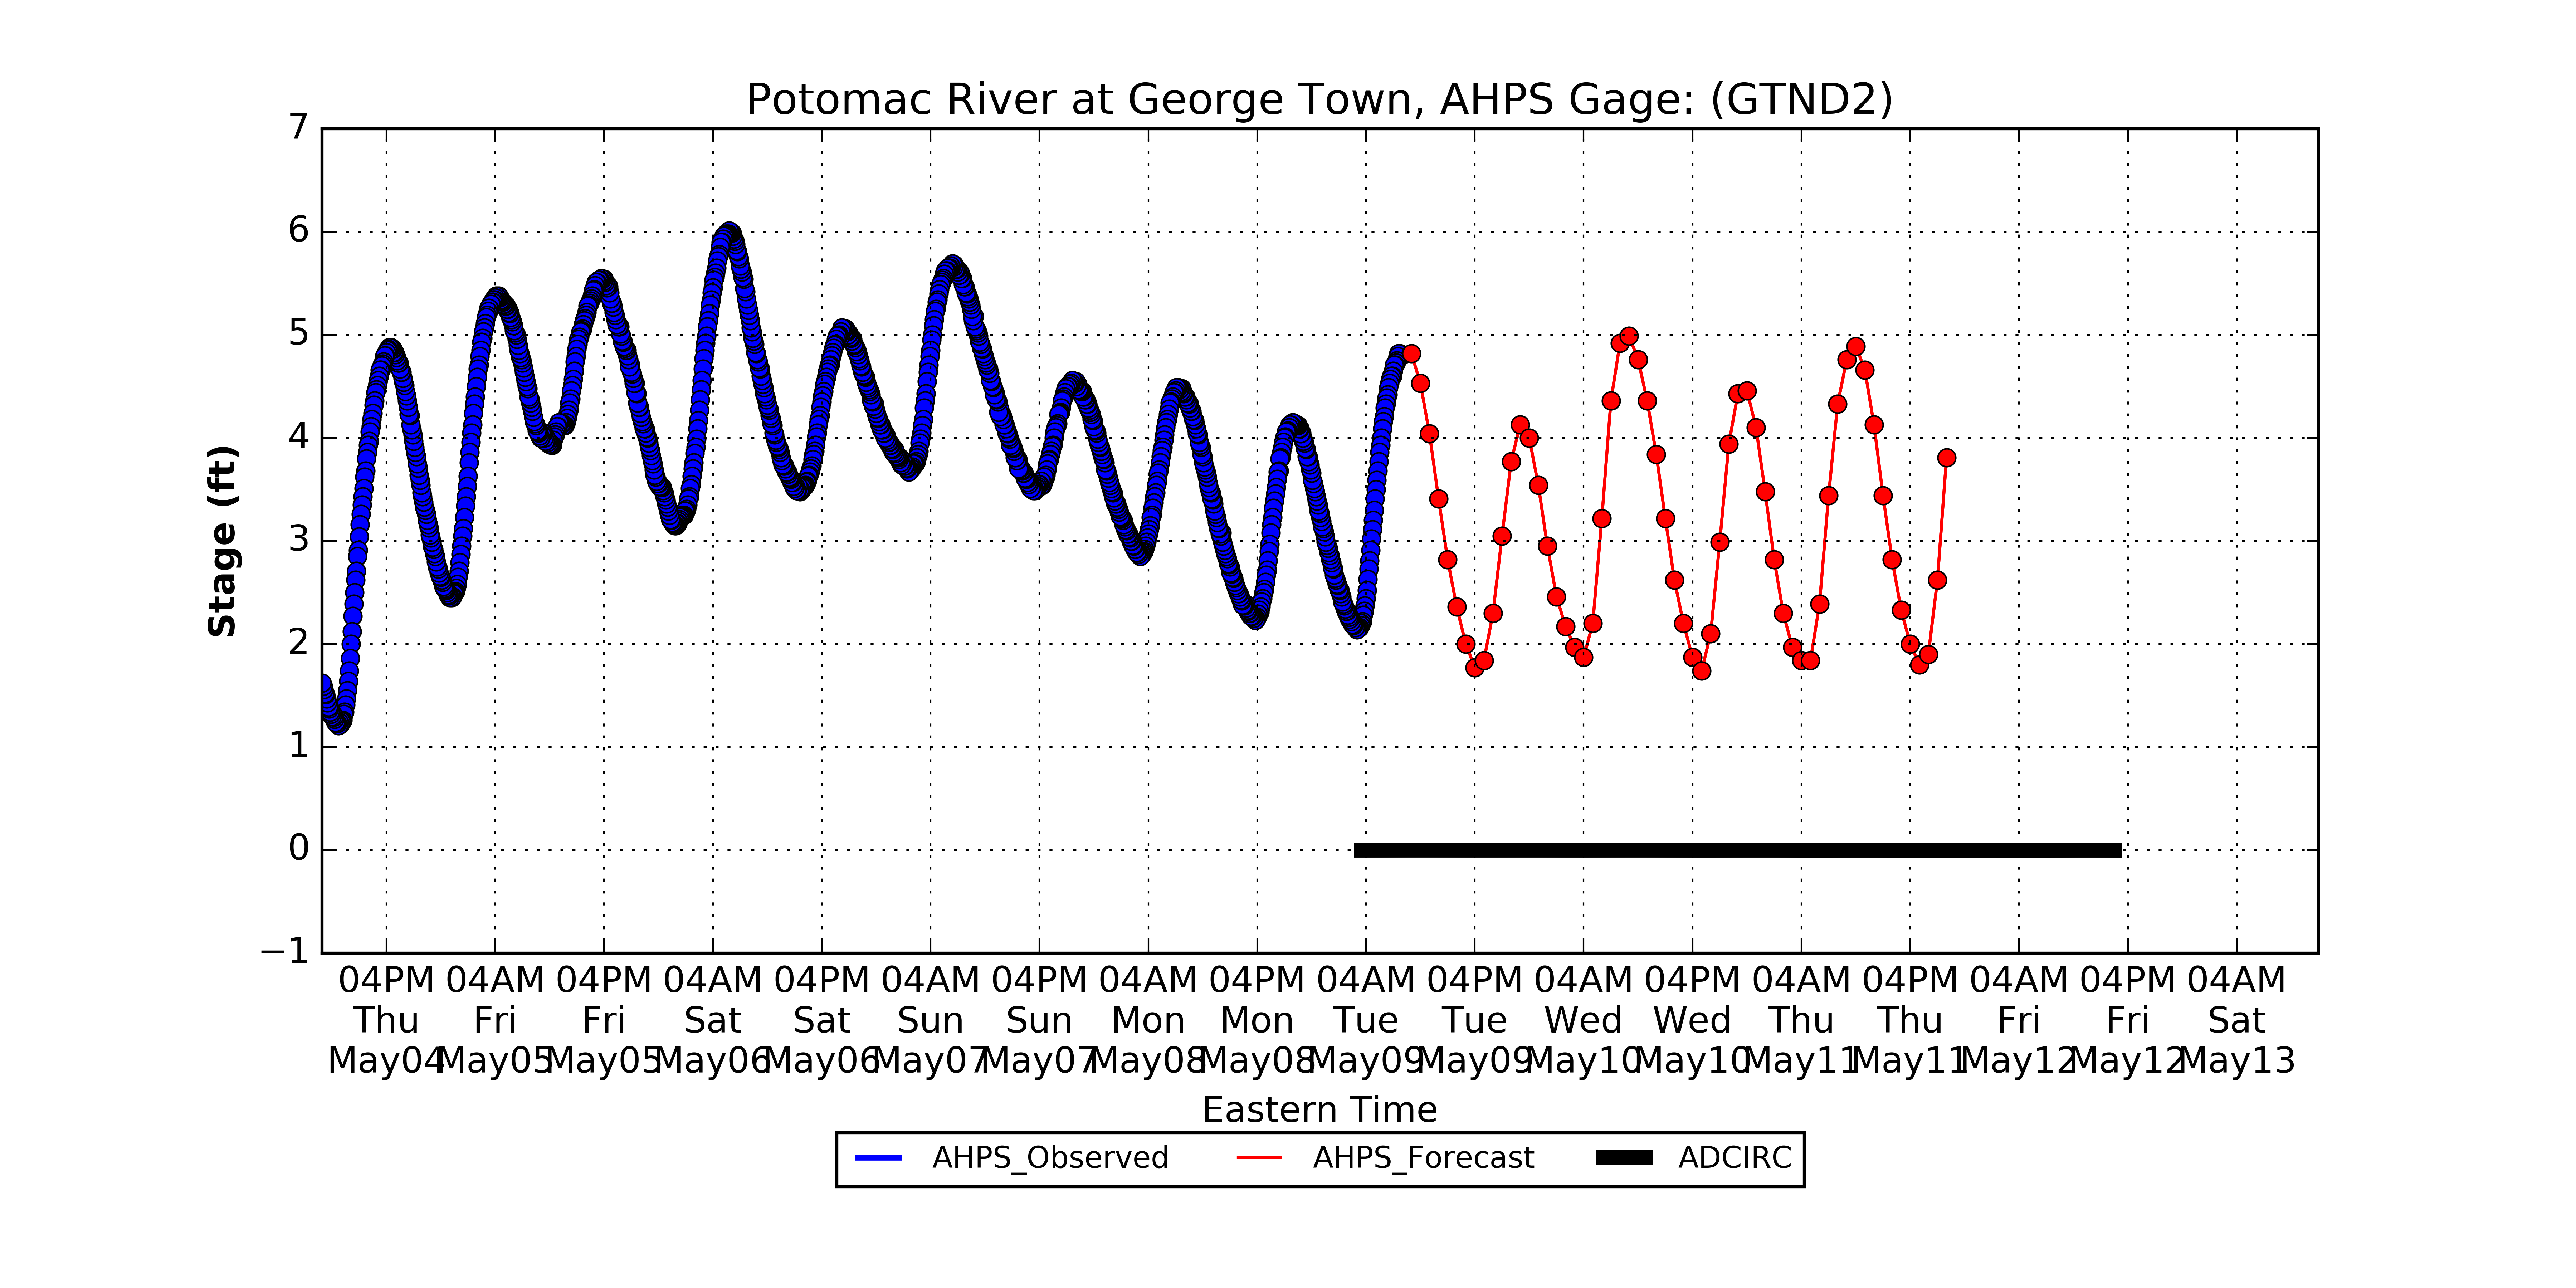 Potomac River at George Town, AHPS Gage: (GTND2)
7
6
5
4
3
2
1
0
−1
Stage (ft)
04PM 04AM 04PM 04AM 04PM 04AM 04PM 04AM 04PM 04AM 04PM 04AM 04PM 04AM 04PM 04AM 04PM 04AM
Thu Fri Fri Sat Sat Sun Sun Mon Mon Tue Tue Wed Wed Thu Thu Fri Fri Sat
May04 May05 May05 May06 May06 May07 May07 May08 May08 May09 May09 May10 May10 May11 May11 May12 May12 May13
Eastern Time
AHPS_Observed AHPS_Forecast ADCIRC